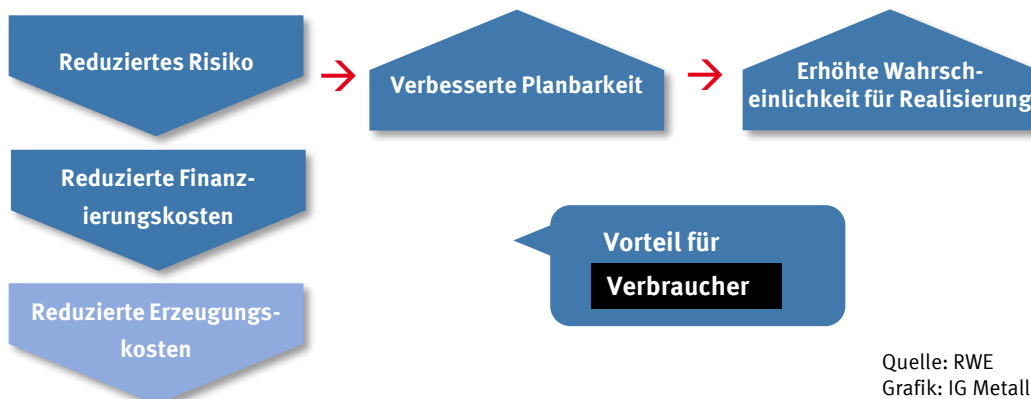 Reduziertes Risiko
→
Verbesserte Planbarkeit
→
Erhöhte Wahrsch-
einlichkeit für Realisierung
Reduzierte Finanz-
ierungskosten
Reduzierte Erzeugungs-
kosten
Vorteil für
Verbraucher
Quelle: RWE
Grafik: IG Metall